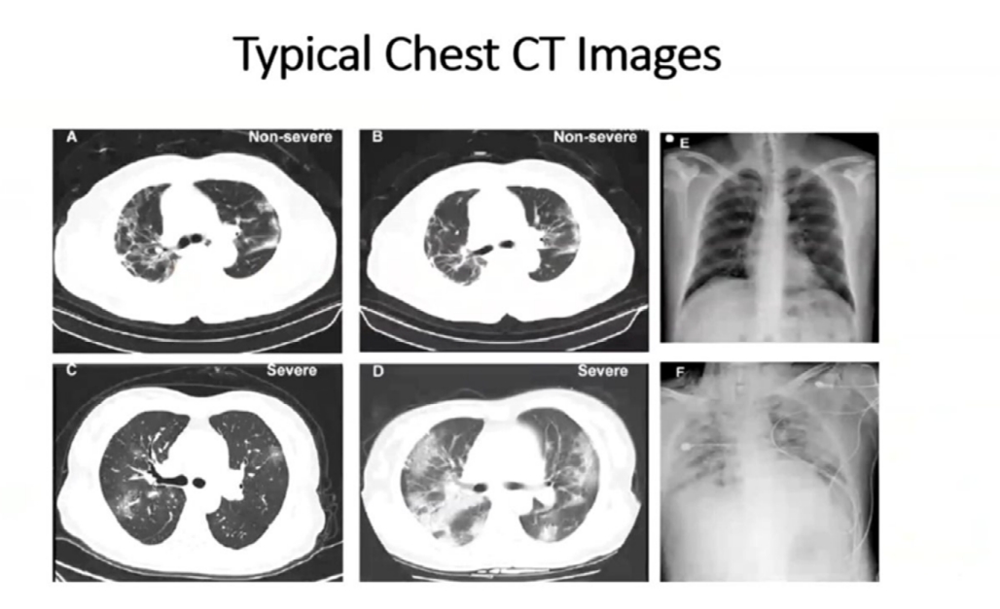 Typical Chest CT Images
A Non-severe
B Non-severe
E
C Severe
D Severe
F